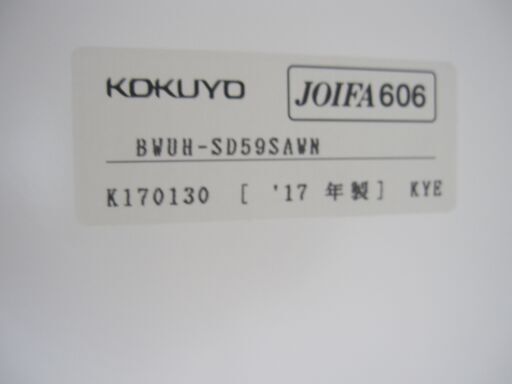 KOKUYO JOIFA606
BWUH-SD59SAWN
K170130 [ '17 年製] KYE